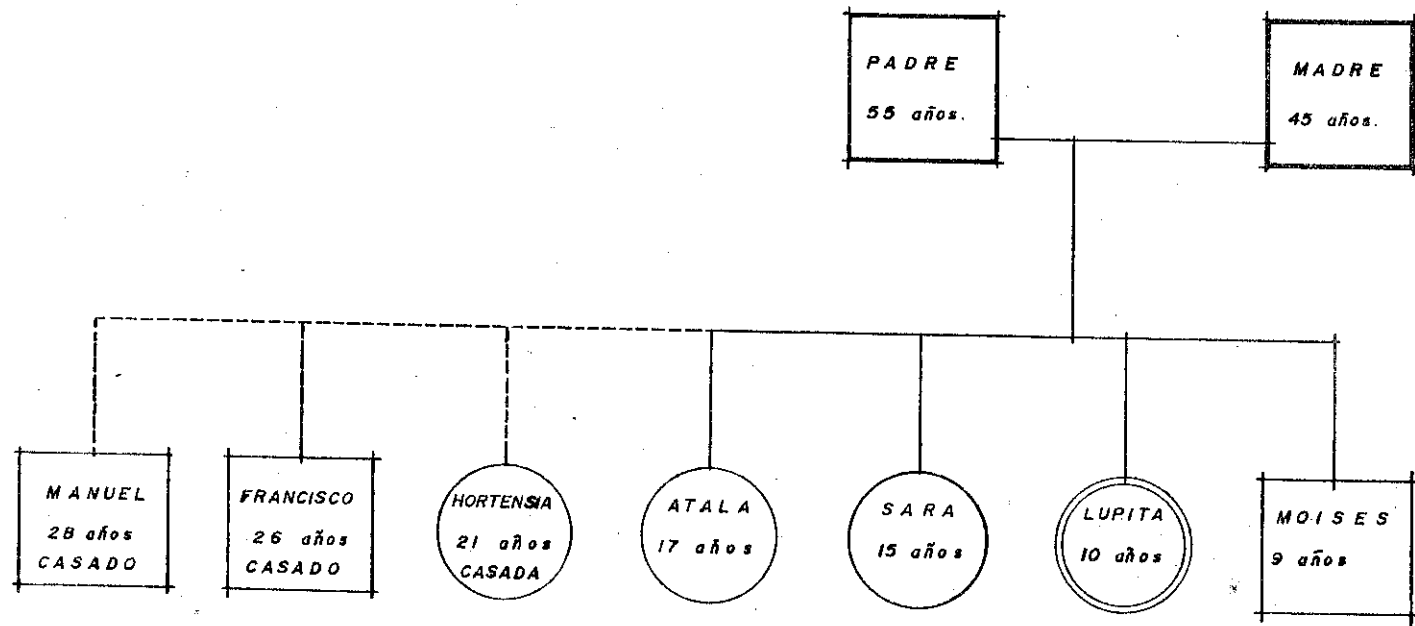 PADRE
55 años.
MADRE
45 años.
MANUEL
28 años
CASADO
FRANCISCO
26 años
CASADO
HORTENSIA
21 años
CASADA
ATALA
17 años
SARA
15 años
LUPITA
10 años
MOISES
9 años